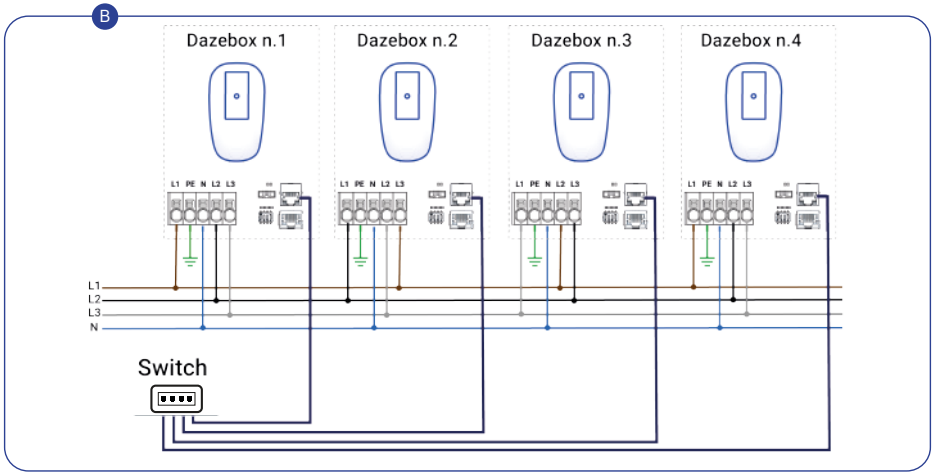 B
Dazebox n.1
Dazebox n.2
Dazebox n.3
Dazebox n.4
L1 PE N L2 L3
L1 PE N L2 L3
L1 PE N L2 L3
L1 PE N L2 L3
L1
L2
L3
N
Switch